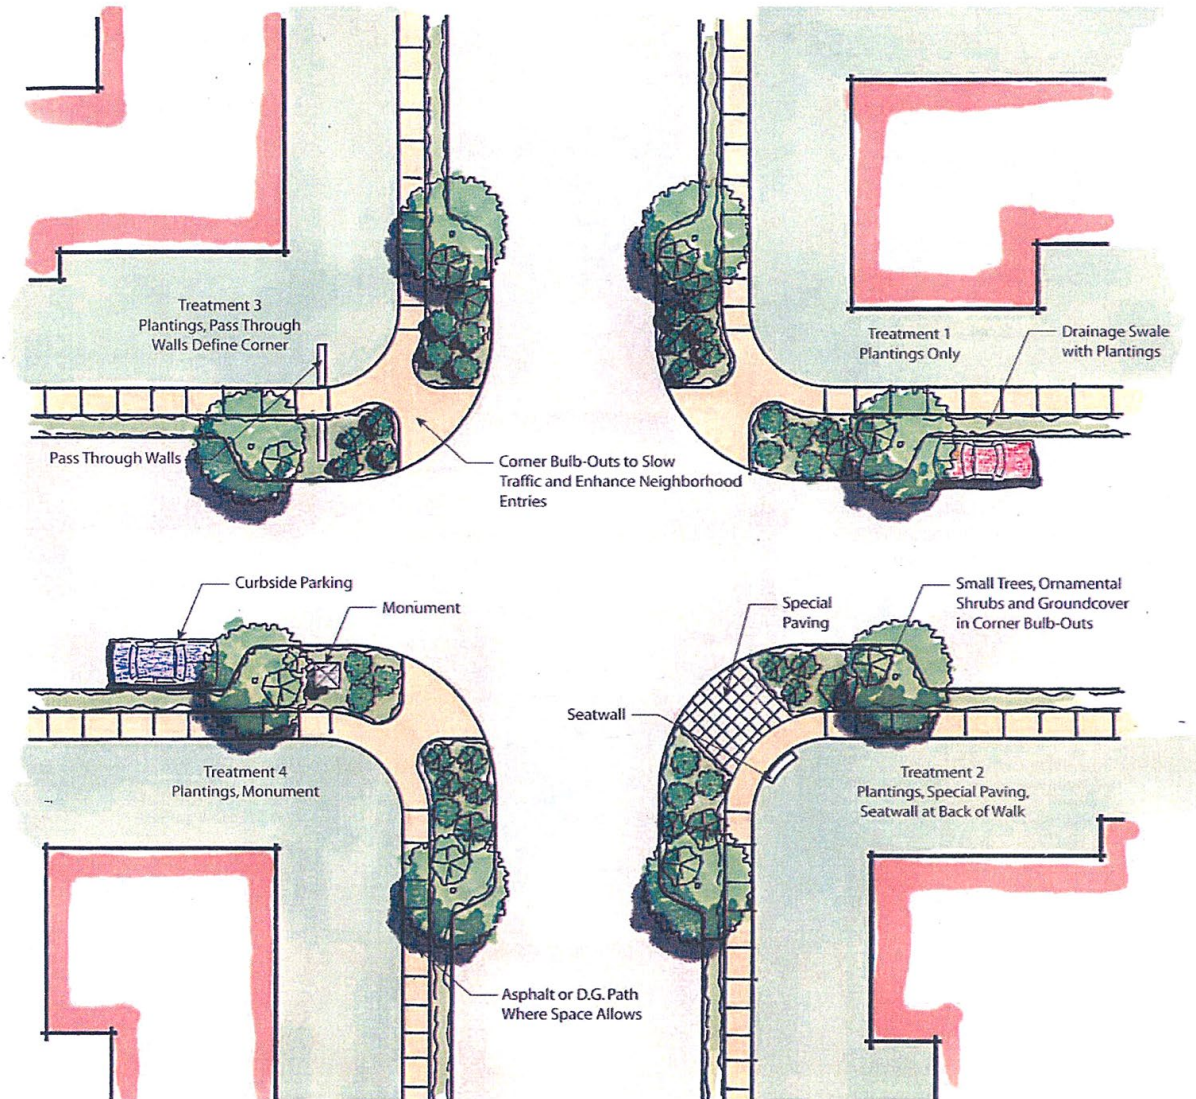 Treatment 3
Plantings, Pass Through
Walls Define Corner
Treatment 1
Plantings Only
Drainage Swale
with Plantings
Pass Through Walls
Corner Bulb-Outs to Slow
Traffic and Enhance Neighborhood
Entries
Curbside Parking
Monument
Special
Paving
Small Trees, Ornamental
Shrubs and Groundcover
in Corner Bulb-Outs
Seatwall
Treatment 4
Plantings, Monument
Treatment 2
Plantings, Special Paving,
Seatwall at Back of Walk
Asphalt or D.G. Path
Where Space Allows